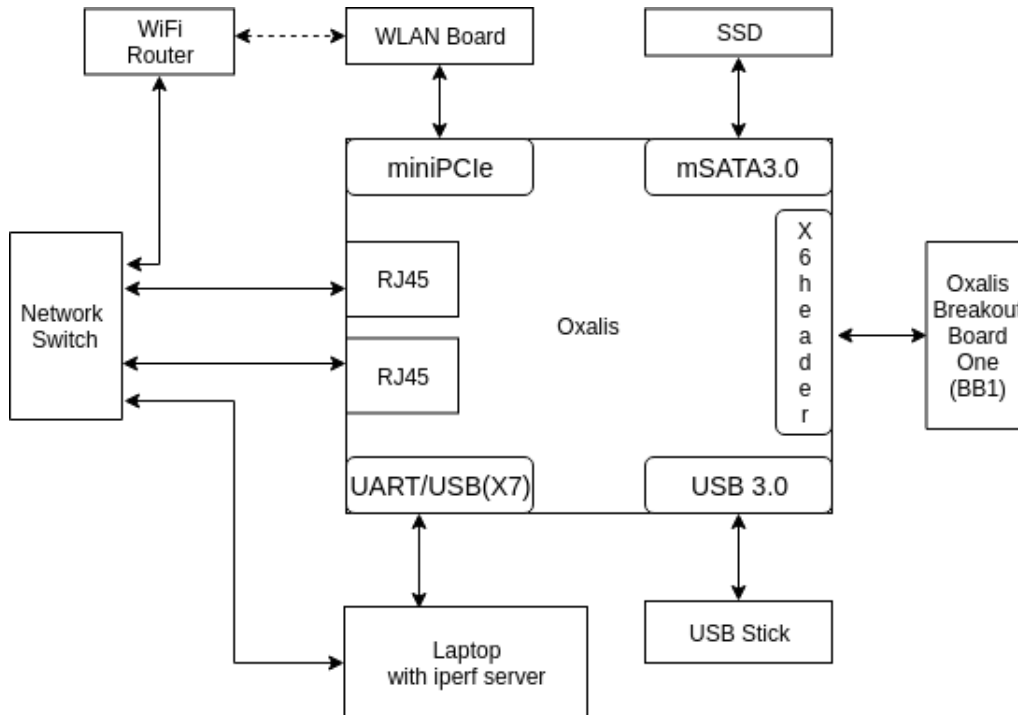 WiFi
Router
WLAN Board
SSD
miniPCIe
mSATA3.0
X
6
h
e
a
d
e
r
RJ45
Network
Switch
Oxalis
RJ45
Oxalis
Breakout
Board
One
(BB1)
UART/USB(X7)
USB 3.0
Laptop
with iperf server
USB Stick